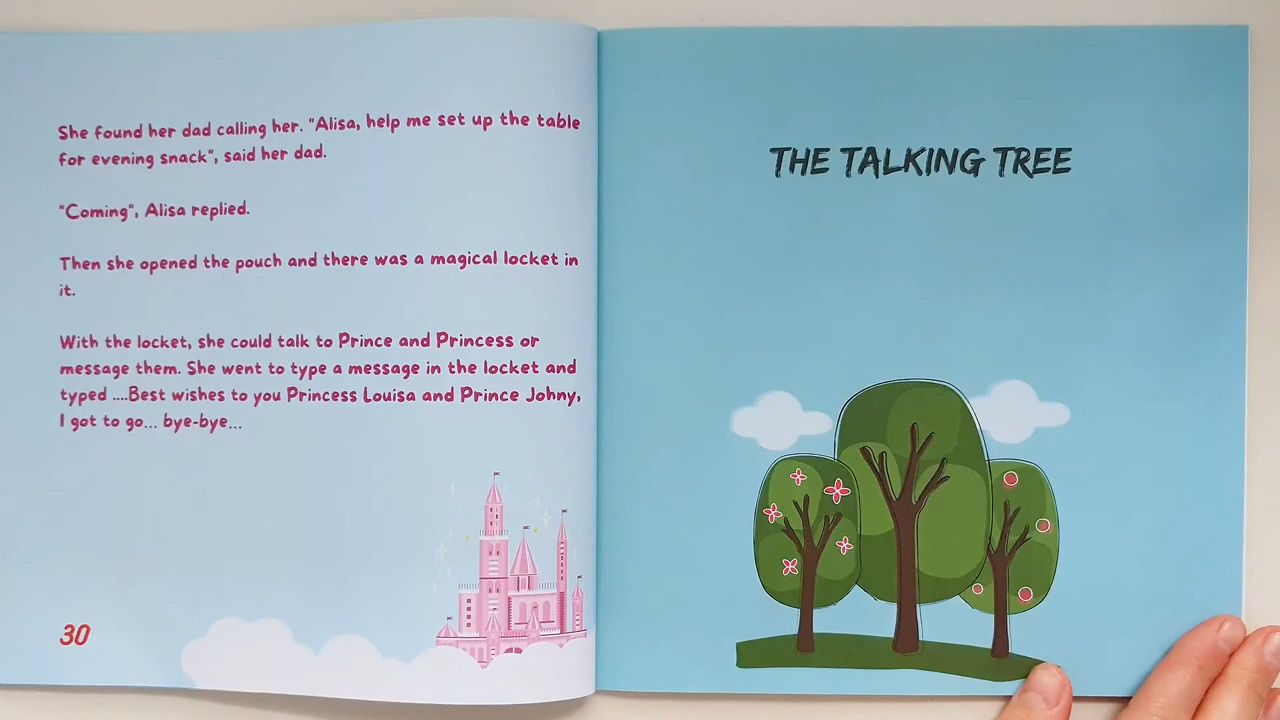 She found her dad calling her. "Alisa, help me set up the table
for evening snack", said her dad.
"Coming", Alisa replied.
Then she opened the pouch and there was a magical locket in
it.
With the locket, she could talk to Prince and Princess or
message them. She went to type a message in the locket and
typed ....Best wishes to you Princess Louisa and Prince Johny,
I got to go... bye-bye...
30
THE TALKING TREE